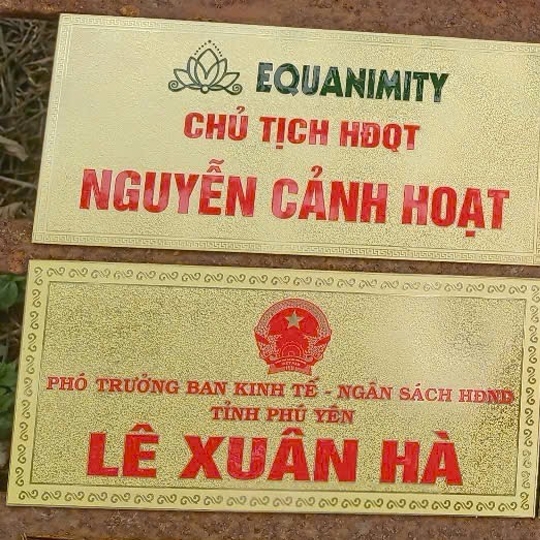 EQUANIMITY
CHỦ TỊCH HĐQT
NGUYỄN CẢNH HOẠT
PHÓ TRƯỞNG BAN KINH TẾ - NGÂN SÁCH HĐND
TỈNH PHÚ YÊN
LÊ XUÂN HÀ